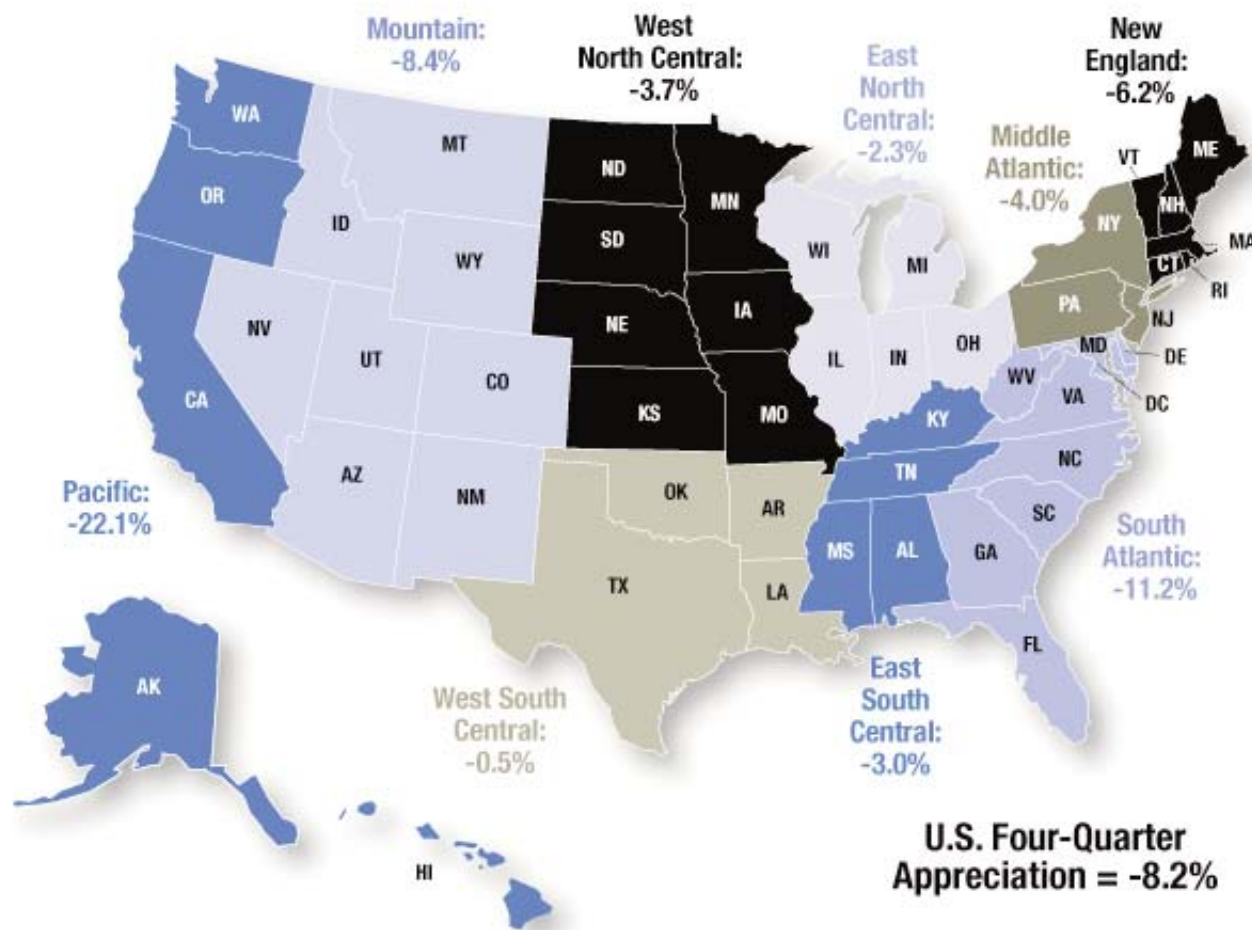 Mountain:
-8.4%
West
North Central:
-3.7%
East
North
Central:
-2.3%
New
England:
-6.2%
Middle
Atlantic:
-4.0%
WA
OR
MT
ID
WY
ND
SD
MN
WI
MI
NY
VT
NH
ME
MA
CT
RI
NV
UT
CO
NE
IA
IL
IN
OH
PA
NJ
MD
DE
DC
CA
KS
MO
KY
WV
VA
Pacific:
-22.1%
AZ
NM
OK
AR
TN
NC
SC
South
Atlantic:
-11.2%
TX
LA
MS
AL
GA
FL
AK
HI
West South
Central:
-0.5%
East
South
Central:
-3.0%
U.S. Four-Quarter
Appreciation = -8.2%